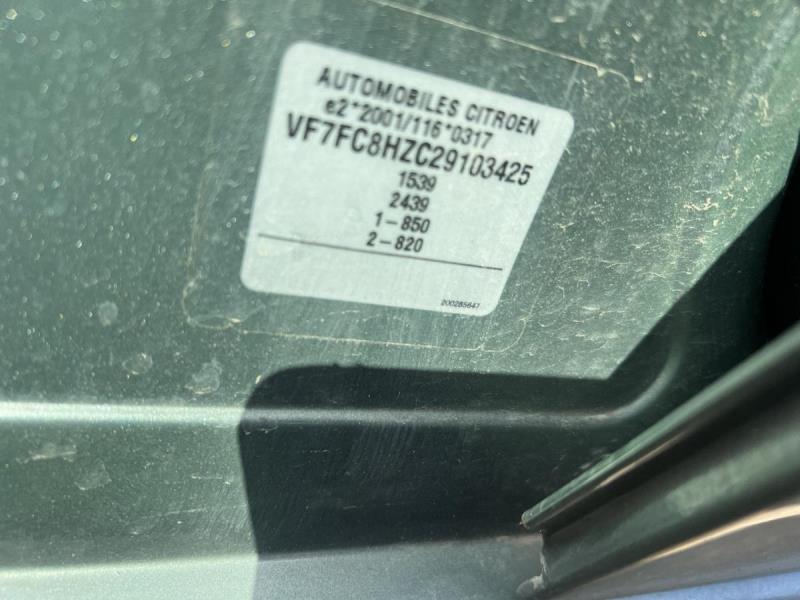 AUTOMOBILES CITROEN
e2*2001/116*0317
VF7FC8HZC29103425
1539
2439
1-850
2-820
200285647